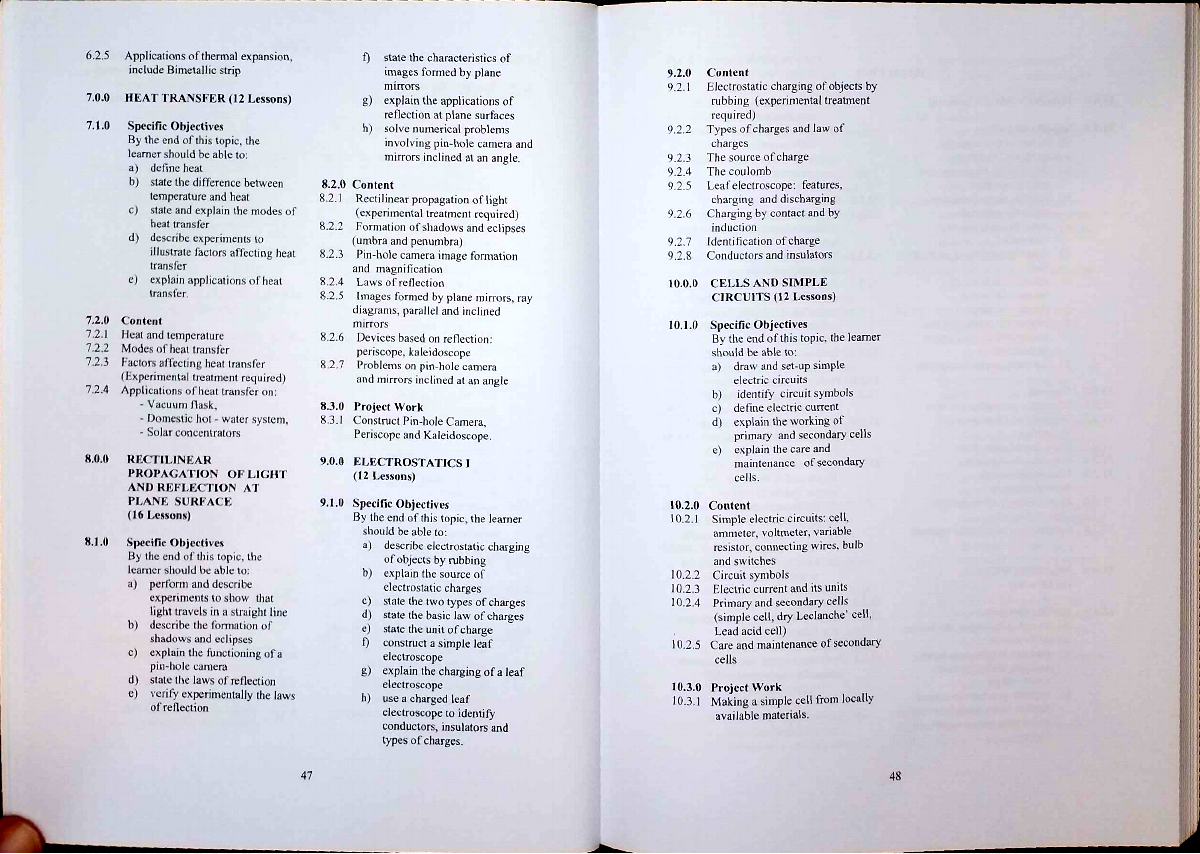 6.2.5 Applications of thermal expansion,
include Bimetallic strip
7.0.0 HEAT TRANSFER (12 Lessons)
7.1.0 Specific Objectives
By the end of this topic, the
learner should be able to:
a) define heat
b) state the difference between
temperature and heat
c) state and explain the modes of
heat transfer
d) describe experiments to
illustrate factors affecting heat
transfer
e) explain applications of heat
transfer.
7.2.0 Content
7.2.1 Heat and temperature
7.2.2 Modes of heat transfer
7.2.3 Factors affecting heat transfer
(Experimental treatment required)
7.2.4 Applications of heat transfer on:
- Vacuum flask,
- Domestic hot - water system,
- Solar concentrators
8.0.0 RECTILINEAR
PROPAGATION OF LIGHT
AND REFLECTION AT
PLANE SURFACE
(16 Lessons)
8.1.0 Specific Objectives
By the end of this topic, the
learner should be able to:
a) perform and describe
experiments to show that
light travels in a straight line
b) describe the formation of
shadows and eclipses
c) explain the functioning of a
pin-hole camera
d) state the laws of reflection
e) verify experimentally the laws
of reflection
f) state the characteristics of
images formed by plane
mirrors
g) explain the applications of
reflection at plane surfaces
h) solve numerical problems
involving pin-hole camera and
mirrors inclined at an angle.
8.2.0 Content
8.2.1 Rectilinear propagation of light
(experimental treatment required)
8.2.2 Formation of shadows and eclipses
(umbra and penumbra)
8.2.3 Pin-hole camera image formation
and magnification
8.2.4 Laws of reflection
8.2.5 Images formed by plane mirrors, ray
diagrams, parallel and inclined
mirrors
8.2.6 Devices based on reflection:
periscope, kaleidoscope
8.2.7 Problems on pin-hole camera
and mirrors inclined at an angle
8.3.0 Project Work
8.3.1 Construct Pin-hole Camera,
Periscope and Kaleidoscope.
9.0.0 ELECTROSTATICS I
(12 Lessons)
9.1.0 Specific Objectives
By the end of this topic, the learner
should be able to:
a) describe electrostatic charging
of objects by rubbing
b) explain the source of
electrostatic charges
c) state the two types of charges
d) state the basic law of charges
e) state the unit of charge
f) construct a simple leaf
electroscope
g) explain the charging of a leaf
electroscope
h) use a charged leaf
electroscope to identify
conductors, insulators and
types of charges.
47
9.2.0 Content
9.2.1 Electrostatic charging of objects by
rubbing (experimental treatment
required)
9.2.2 Types of charges and law of
charges
9.2.3 The source of charge
9.2.4 The coulomb
9.2.5 Leaf electroscope: features,
charging and discharging
9.2.6 Charging by contact and by
induction
9.2.7 Identification of charge
9.2.8 Conductors and insulators
10.0.0 CELLS AND SIMPLE
CIRCUITS (12 Lessons)
10.1.0 Specific Objectives
By the end of this topic, the learner
should be able to:
a) draw and set-up simple
electric circuits
b) identify circuit symbols
c) define electric current
d) explain the working of
primary and secondary cells
e) explain the care and
maintenance of secondary
cells.
10.2.0 Content
10.2.1 Simple electric circuits: cell,
ammeter, voltmeter, variable
resistor, connecting wires, bulb
and switches
10.2.2 Circuit symbols
10.2.3 Electric current and its units
10.2.4 Primary and secondary cells
(simple cell, dry Leclanche' cell,
Lead acid cell)
10.2.5 Care and maintenance of secondary
cells
10.3.0 Project Work
10.3.1 Making a simple cell from locally
available materials.
48